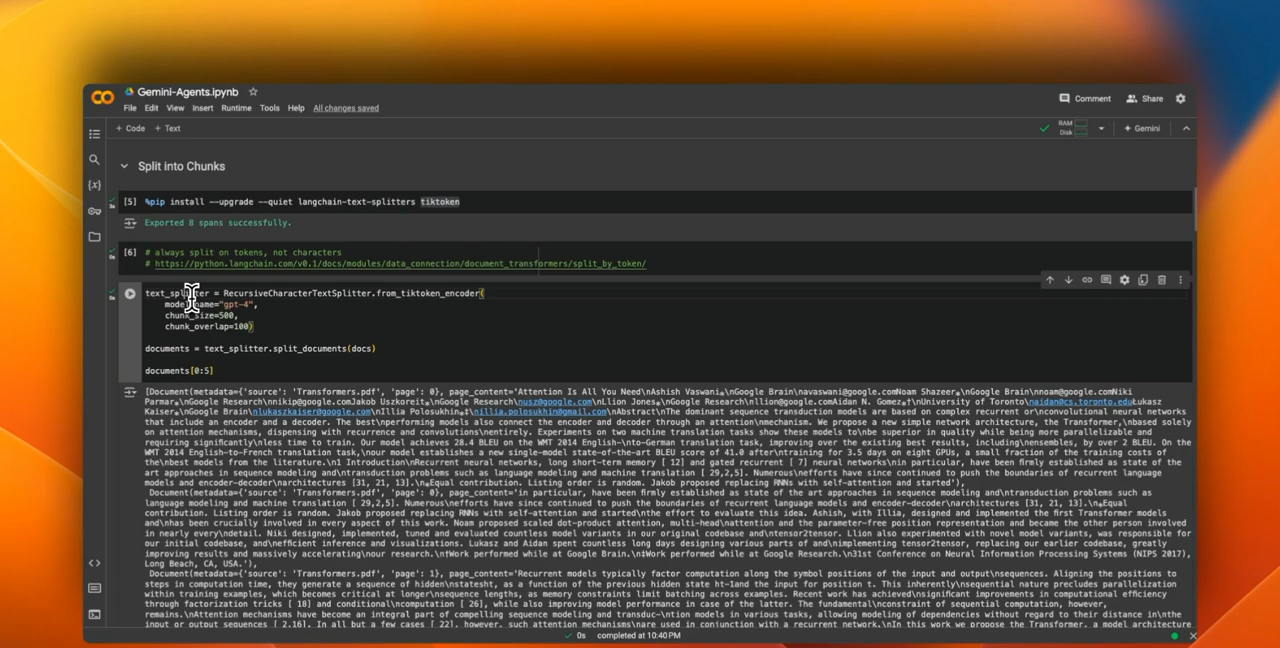 Gemini-Agents.ipynb
File Edit View Insert Runtime Tools Help All changes saved
Comment Share
+ Code + Text
RAM
Disk
Gemini
Split into Chunks
[5] %pip install --upgrade --quiet langchain-text-splitters tiktoken
Exported 8 spans successfully.
[6] # always split on tokens, not characters
# https://python.langchain.com/v0.1/docs/modules/data_connection/document_transformers/split_by_token/
text_splitter = RecursiveCharacterTextSplitter.from_tiktoken_encoder(
model_name="gpt-4",
chunk_size=500,
chunk_overlap=100)
documents = text_splitter.split_documents(docs)
documents[0:5]
[Document(metadata={'source': 'Transformers.pdf', 'page': 0}, page_content='Attention Is All You Need\nAshish Vaswani∗\nGoogle Brain\navaswani@google.comNoam Shazeer∗\nGoogle Brain\nnoam@google.comNiki
Parmar∗\nGoogle Research\nnikip@google.comJakob Uszkoreit∗\nGoogle Research\nusz@google.com\nLlion Jones∗\nGoogle Research\nllion@google.comAidan N. Gomez∗†\nUniversity of Toronto\naidan@cs.toronto.eduŁukasz
Kaiser∗\nGoogle Brain\nlukaszkaiser@google.com\nIllia Polosukhin∗‡\nillia.polosukhin@gmail.com\nAbstract\nThe dominant sequence transduction models are based on complex recurrent or\nconvolutional neural networks
that include an encoder and a decoder. The best\nperforming models also connect the encoder and decoder through an attention\nmechanism. We propose a new simple network architecture, the Transformer,\nbased solely
on attention mechanisms, dispensing with recurrence and convolutions\nentirely. Experiments on two machine translation tasks show these models to\nbe superior in quality while being more parallelizable and
requiring significantly\nless time to train. Our model achieves 28.4 BLEU on the WMT 2014 English-\nto-German translation task, improving over the existing best results, including\nensembles, by over 2 BLEU. On the
WMT 2014 English-to-French translation task,\nour model establishes a new single-model state-of-the-art BLEU score of 41.0 after\ntraining for 3.5 days on eight GPUs, a small fraction of the training costs of
the\nbest models from the literature.\n1 Introduction\nRecurrent neural networks, long short-term memory [ 12] and gated recurrent [ 7] neural networks\nin particular, have been firmly established as state of the
art approaches in sequence modeling and\ntransduction problems such as language modeling and machine translation [ 29,2,5]. Numerous\nefforts have since continued to push the boundaries of recurrent language
models and encoder-decoder\narchitectures [31, 21, 13].\n∗Equal contribution. Listing order is random. Jakob proposed replacing RNNs with self-attention and started'),
Document(metadata={'source': 'Transformers.pdf', 'page': 0}, page_content='in particular, have been firmly established as state of the art approaches in sequence modeling and\ntransduction problems such as
language modeling and machine translation [ 29,2,5]. Numerous\nefforts have since continued to push the boundaries of recurrent language models and encoder-decoder\narchitectures [31, 21, 13].\n∗Equal
contribution. Listing order is random. Jakob proposed replacing RNNs with self-attention and started\nthe effort to evaluate this idea. Ashish, with Illia, designed and implemented the first Transformer models
and\nhas been crucially involved in every aspect of this work. Noam proposed scaled dot-product attention, multi-head\nattention and the parameter-free position representation and became the other person involved
in nearly every\ndetail. Niki designed, implemented, tuned and evaluated countless model variants in our original codebase and\ntensor2tensor. Llion also experimented with novel model variants, was responsible for
our initial codebase, and\nefficient inference and visualizations. Lukasz and Aidan spent countless long days designing various parts of and\nimplementing tensor2tensor, replacing our earlier codebase, greatly
improving results and massively accelerating\nour research.\n†Work performed while at Google Brain.\n‡Work performed while at Google Research.\n31st Conference on Neural Information Processing Systems (NIPS 2017),
Long Beach, CA, USA.'),
Document(metadata={'source': 'Transformers.pdf', 'page': 1}, page_content='Recurrent models typically factor computation along the symbol positions of the input and output\nsequences. Aligning the positions to
steps in computation time, they generate a sequence of hidden\nstatesht, as a function of the previous hidden state ht−1and the input for position t. This inherently\nsequential nature precludes parallelization
within training examples, which becomes critical at longer\nsequence lengths, as memory constraints limit batching across examples. Recent work has achieved\nsignificant improvements in computational efficiency
through factorization tricks [ 18] and conditional\ncomputation [ 26], while also improving model performance in case of the latter. The fundamental\nconstraint of sequential computation, however,
remains.\nAttention mechanisms have become an integral part of compelling sequence modeling and transduc-\ntion models in various tasks, allowing modeling of dependencies without regard to their distance in\nthe
input or output sequences [ 2,16]. In all but a few cases [ 22], however, such attention mechanisms\nare used in conjunction with a recurrent network.\nIn this work we propose the Transformer, a model architecture
0s completed at 10:40 PM